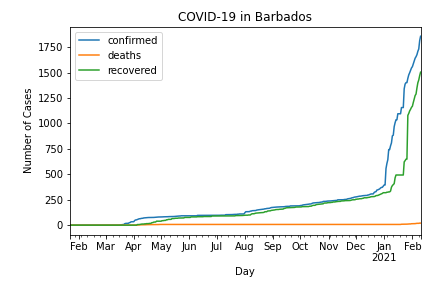 COVID-19 in Barbados
confirmed
deaths
recovered
Number of Cases
1750
1500
1250
1000
750
500
250
0
Feb Mar Apr May Jun Jul Aug Sep Oct Nov Dec Jan Feb
2021
Day